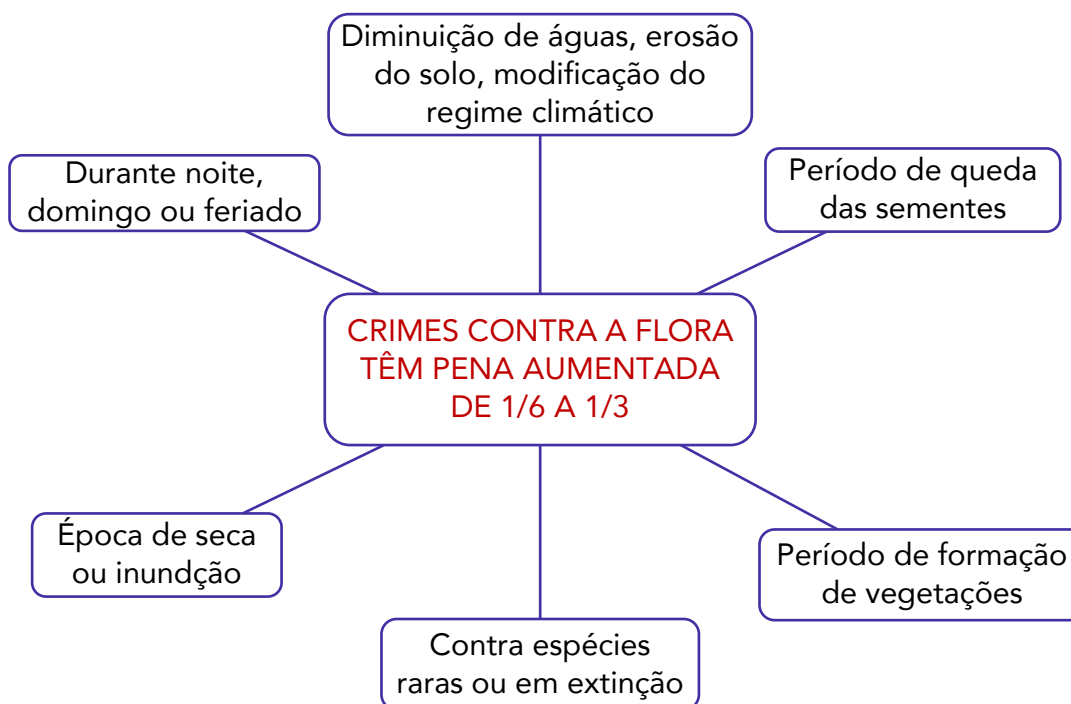 Diminuição de águas, erosão
do solo, modificação do
regime climático
Durante noite,
domingo ou feriado
Período de queda
das sementes
CRIMES CONTRA A FLORA
TÊM PENA AUMENTADA
DE 1/6 A 1/3
Época de seca
ou inundção
Período de formação
de vegetações
Contra espécies
raras ou em extinção